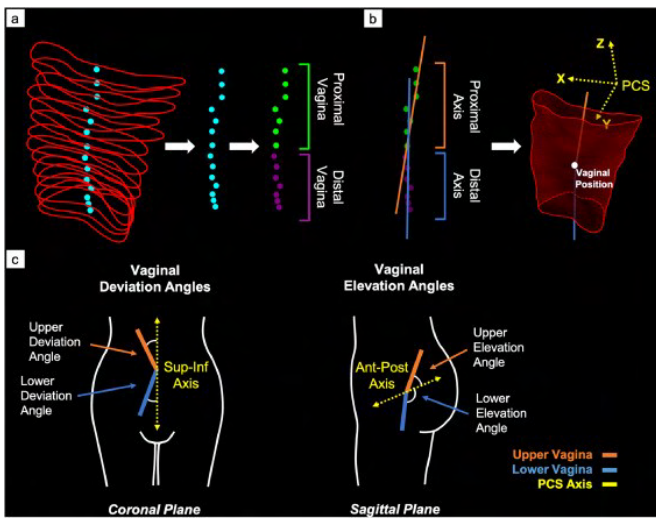 a
Proximal
Vagina
Distal
Vagina
b
Proximal
Axis
Distal
Axis
Z
X
PCS
Y
Vaginal
Position
c
Vaginal
Deviation Angles
Upper
Deviation
Angle
Lower
Deviation
Angle
Sup-Inf
Axis
Coronal Plane
Vaginal
Elevation Angles
Ant-Post
Axis
Upper
Elevation
Angle
Lower
Elevation
Angle
Sagittal Plane
Upper Vagina
Lower Vagina
PCS Axis